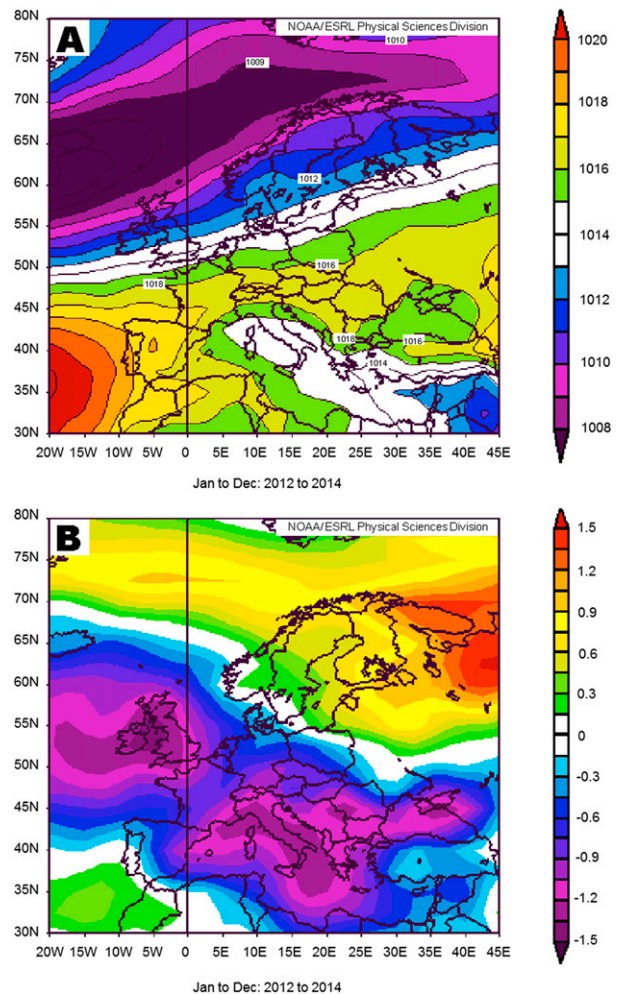 A
NOAA/ESRL Physical Sciences Division
80N
75N
70N
65N
60N
55N
50N
45N
40N
35N
30N
1010
1009
1012
1016
1018
1018
1016
1014
20W 15W 10W 5W 0 5E 10E 15E 20E 25E 30E 35E 40E 45E
Jan to Dec: 2012 to 2014
1020
1018
1016
1014
1012
1010
1008
B
NOAA/ESRL Physical Sciences Division
80N
75N
70N
65N
60N
55N
50N
45N
40N
35N
30N
20W 15W 10W 5W 0 5E 10E 15E 20E 25E 30E 35E 40E 45E
Jan to Dec: 2012 to 2014
1.5
1.2
0.9
0.6
0.3
0
-0.3
-0.6
-0.9
-1.2
-1.5